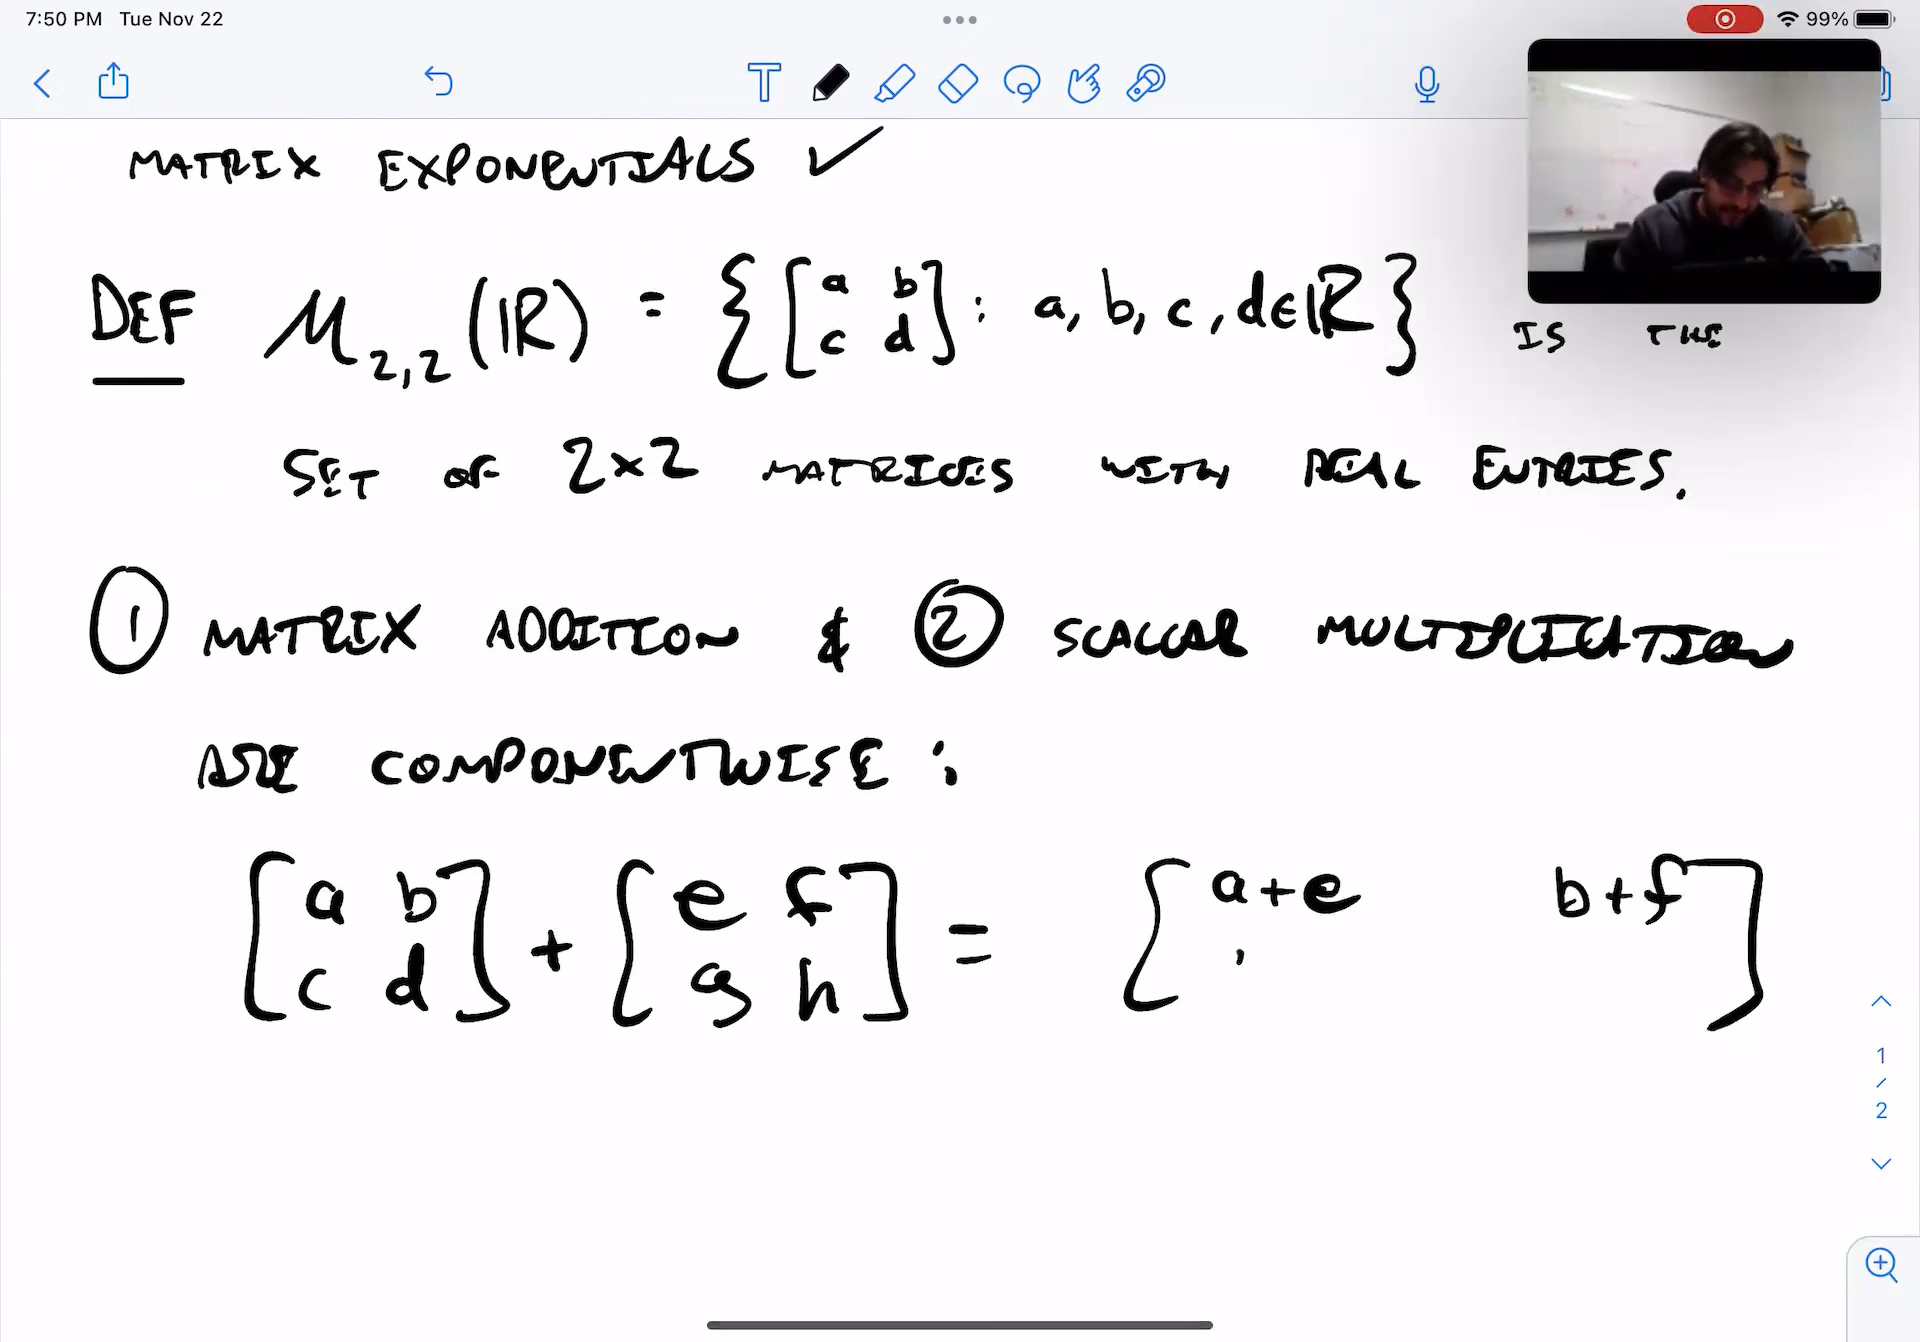 7:50 PM Tue Nov 22 99%
MATRIX EXPONENTIALS ✓
DEF M2,2 (ℝ) = { [ a b ] : a, b, c, d ∈ ℝ } IS THE
c d
SET OF 2×2 MATRICES WITH REAL ENTRIES.
① MATRIX ADDITION & ② SCALAR MULTIPLICATION
ARE COMPONENTWISE :
[ a b ] + [ e f ] = [ a+e b+f ]
c d g h
1
/
2